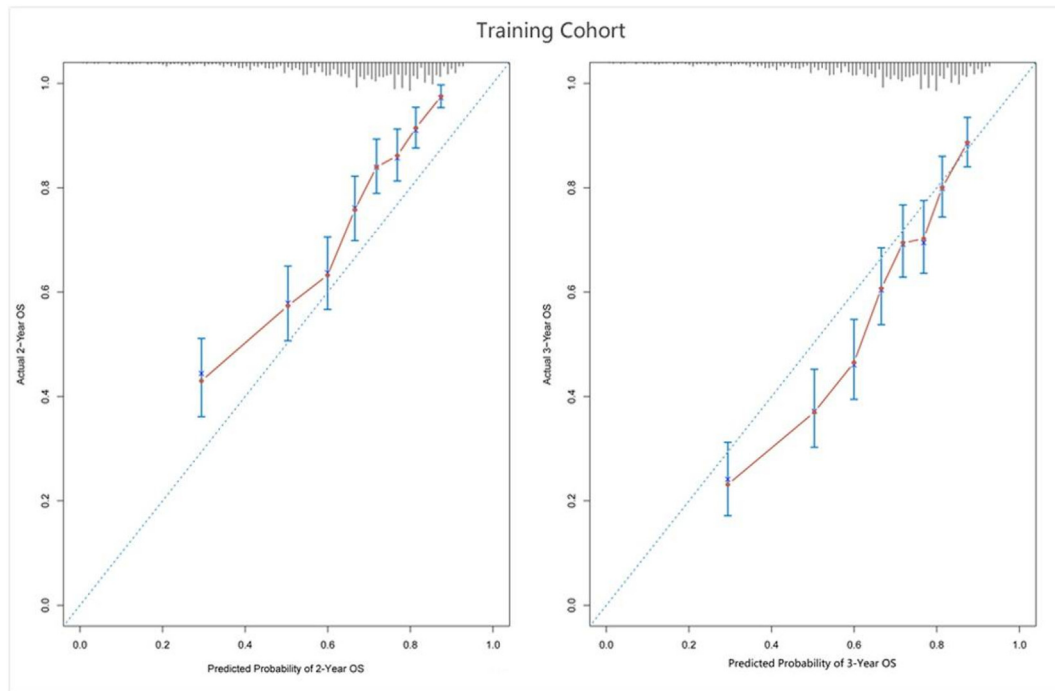 Training Cohort
Actual 2-Year OS
0.0 0.2 0.4 0.6 0.8 1.0
0.0 0.2 0.4 0.6 0.8 1.0
Predicted Probability of 2-Year OS
Actual 3-Year OS
0.0 0.2 0.4 0.6 0.8 1.0
0.0 0.2 0.4 0.6 0.8 1.0
Predicted Probability of 3-Year OS